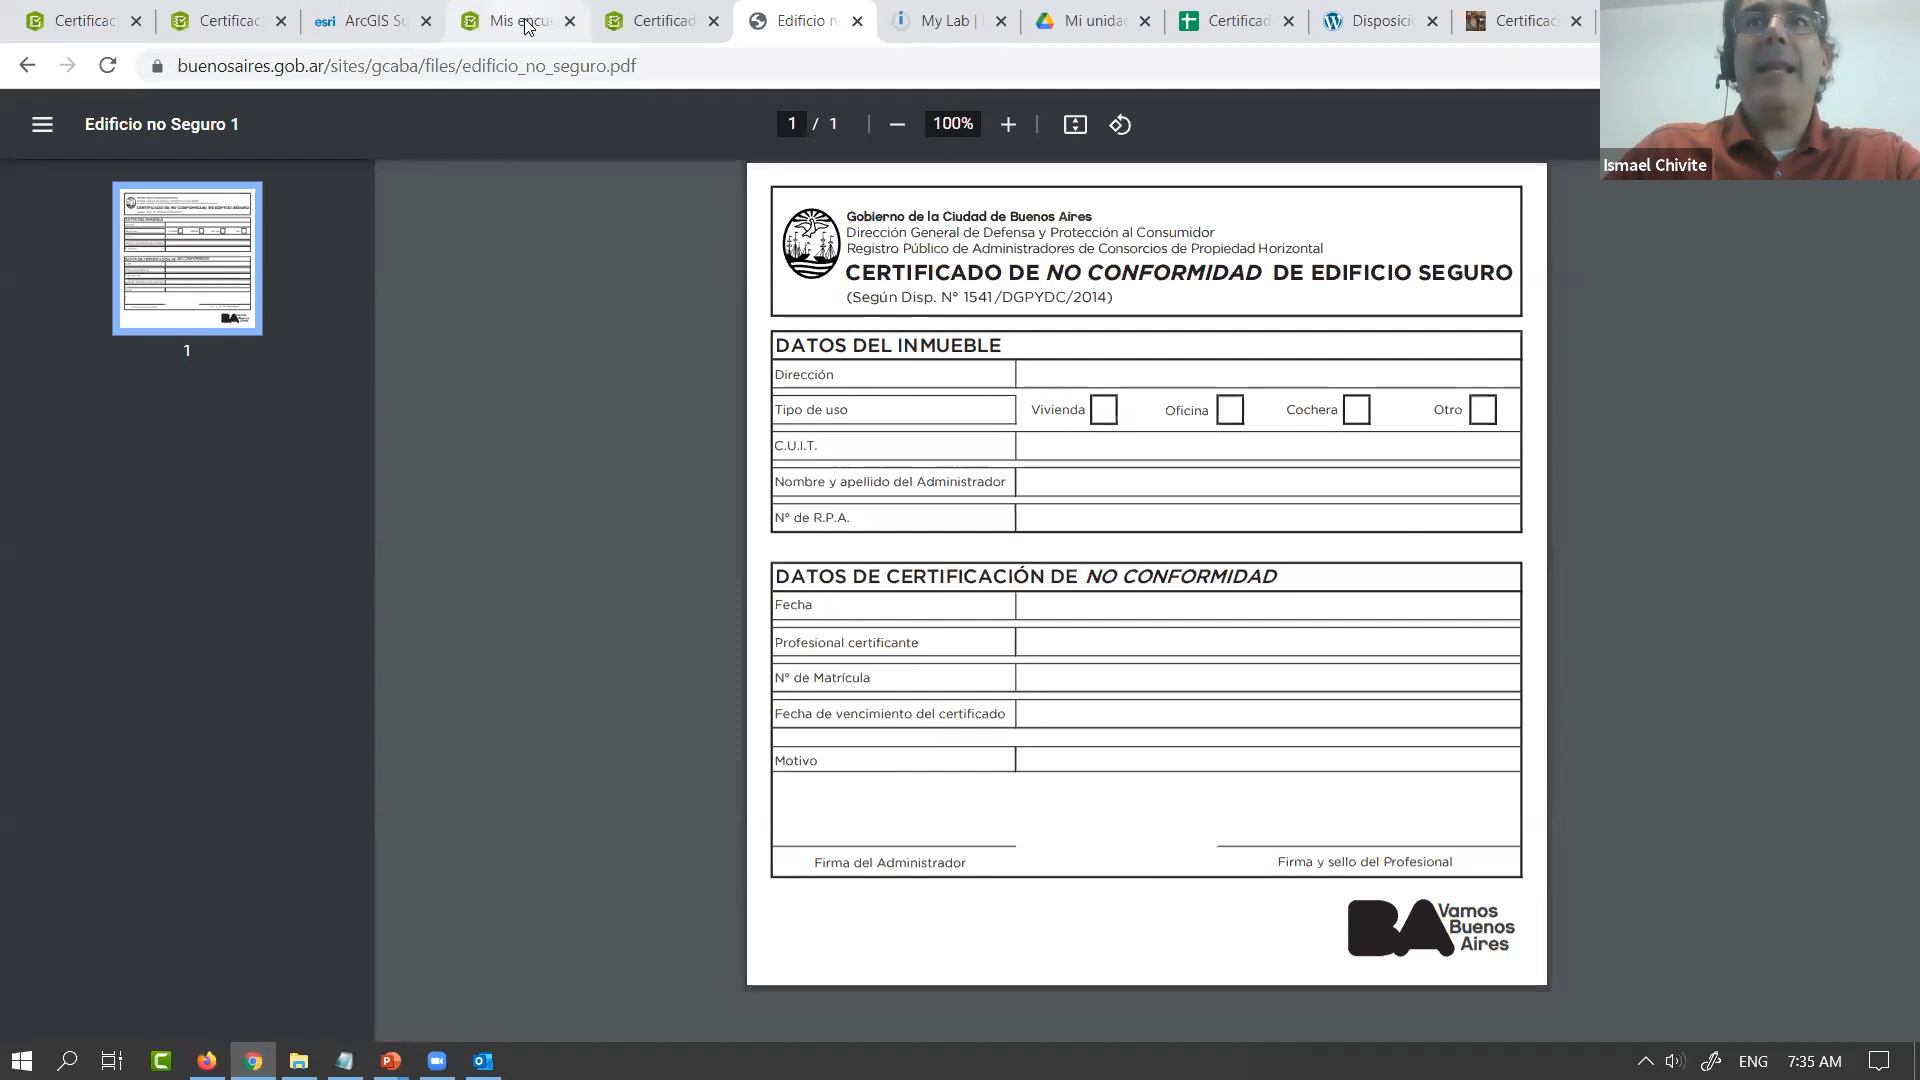 Certificac
Certificac
esri ArcGIS Su
Mis encue
Certificad
Edificio n
My Lab |
Mi unidad
Certificad
Disposici
Certificac
buenosaires.gob.ar/sites/gcaba/files/edificio_no_seguro.pdf
Edificio no Seguro 1
1 / 1
100%
Ismael Chivite
1
Gobierno de la Ciudad de Buenos Aires
Dirección General de Defensa y Protección al Consumidor
Registro Público de Administradores de Consorcios de Propiedad Horizontal
CERTIFICADO DE NO CONFORMIDAD DE EDIFICIO SEGURO
(Según Disp. N° 1541/DGPYDC/2014)
DATOS DEL INMUEBLE
Dirección
Tipo de uso Vivienda Oficina Cochera Otro
C.U.I.T.
Nombre y apellido del Administrador
N° de R.P.A.
DATOS DE CERTIFICACIÓN DE NO CONFORMIDAD
Fecha
Profesional certificante
N° de Matrícula
Fecha de vencimiento del certificado
Motivo
Firma del Administrador Firma y sello del Profesional
BA Vamos
Buenos
Aires
ENG 7:35 AM